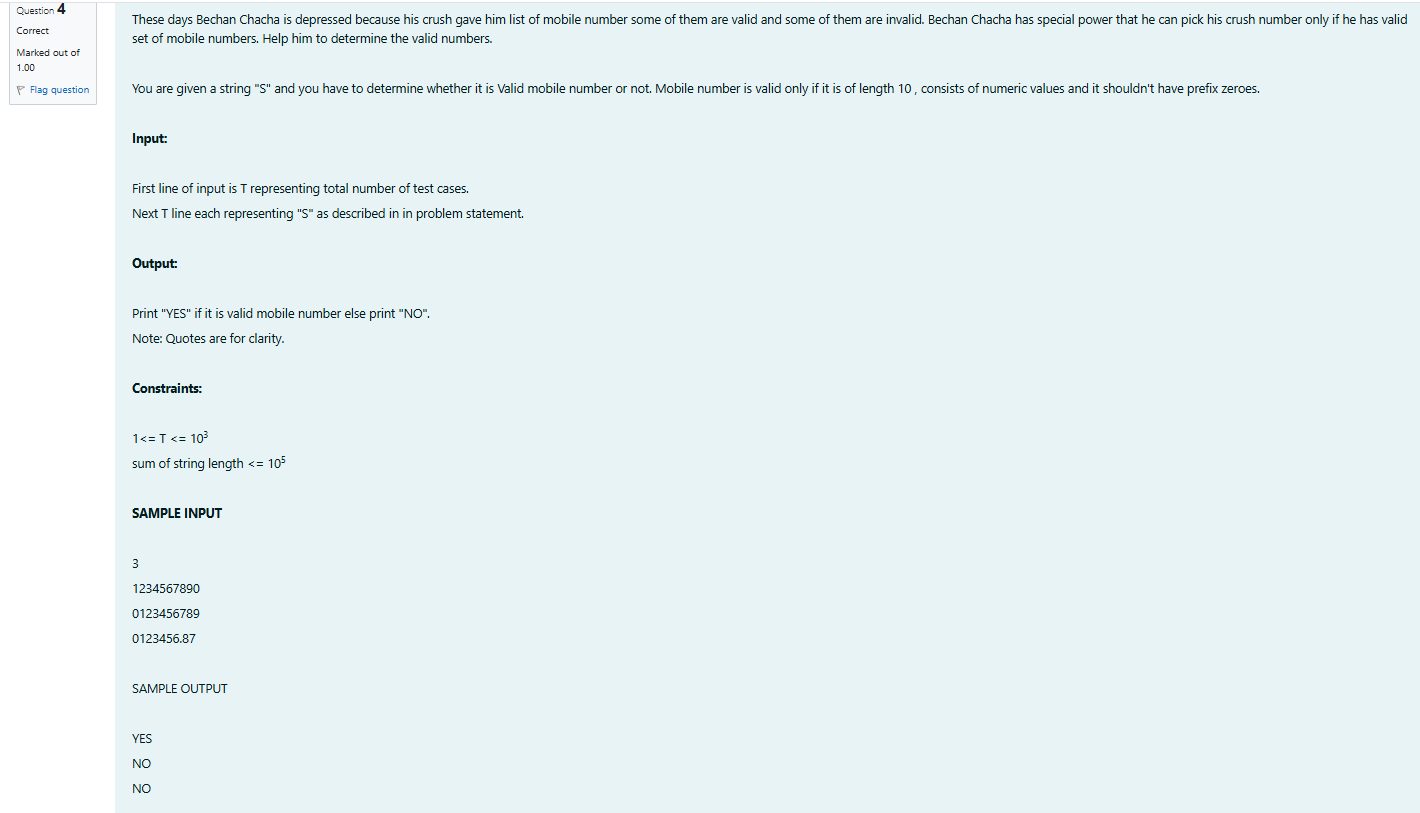 Question 4
Correct
Marked out of
1.00
Flag question
These days Bechan Chacha is depressed because his crush gave him list of mobile number some of them are valid and some of them are invalid. Bechan Chacha has special power that he can pick his crush number only if he has valid
set of mobile numbers. Help him to determine the valid numbers.
You are given a string "S" and you have to determine whether it is Valid mobile number or not. Mobile number is valid only if it is of length 10 , consists of numeric values and it shouldn't have prefix zeroes.
Input:
First line of input is T representing total number of test cases.
Next T line each representing "S" as described in in problem statement.
Output:
Print "YES" if it is valid mobile number else print "NO".
Note: Quotes are for clarity.
Constraints:
1<= T <= 10³
sum of string length <= 10⁵
SAMPLE INPUT
3
1234567890
0123456789
0123456.87
SAMPLE OUTPUT
YES
NO
NO